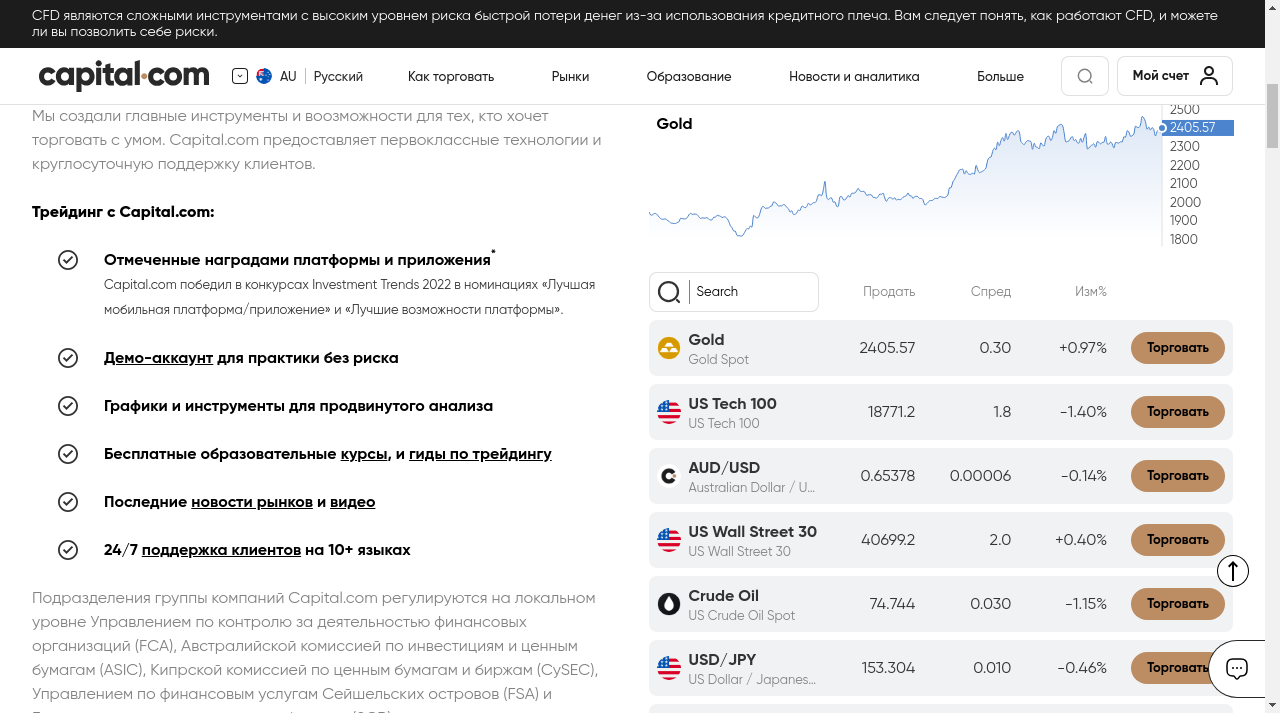 CFD являются сложными инструментами с высоким уровнем риска быстрой потери денег из-за использования кредитного плеча. Вам следует понять, как работают CFD, и можете
ли вы позволить себе риски.
capital.com
AU
Русский
Как торговать
Рынки
Образование
Новости и аналитика
Больше
Мой счет
Мы создали главные инструменты и воозможности для тех, кто хочет
торговать с умом. Capital.com предоставляет первоклассные технологии и
круглосуточную поддержку клиентов.
Трейдинг с Capital.com:
Отмеченные наградами платформы и приложения*
Capital.com победил в конкурсах Investment Trends 2022 в номинациях «Лучшая
мобильная платформа/приложение» и «Лучшие возможности платформы».
Демо-аккаунт для практики без риска
Графики и инструменты для продвинутого анализа
Бесплатные образовательные курсы, и гиды по трейдингу
Последние новости рынков и видео
24/7 поддержка клиентов на 10+ языках
Подразделения группы компаний Capital.com регулируются на локальном
уровне Управлением по контролю за деятельностью финансовых
организаций (FCA), Австралийской комиссией по инвестициям и ценным
бумагам (ASIC), Кипрской комиссией по ценным бумагам и биржам (CySEC),
Управлением по финансовым услугам Сейшельских островов (FSA) и
Gold
2500
2405.57
2300
2200
2100
2000
1900
1800
Search
Продать
Спред
Изм%
Gold
Gold Spot
2405.57
0.30
+0.97%
Торговать
US Tech 100
US Tech 100
18771.2
1.8
-1.40%
Торговать
AUD/USD
Australian Dollar / U...
0.65378
0.00006
-0.14%
Торговать
US Wall Street 30
US Wall Street 30
40699.2
2.0
+0.40%
Торговать
Crude Oil
US Crude Oil Spot
74.744
0.030
-1.15%
Торговать
USD/JPY
US Dollar / Japanes...
153.304
0.010
-0.46%
Торговать